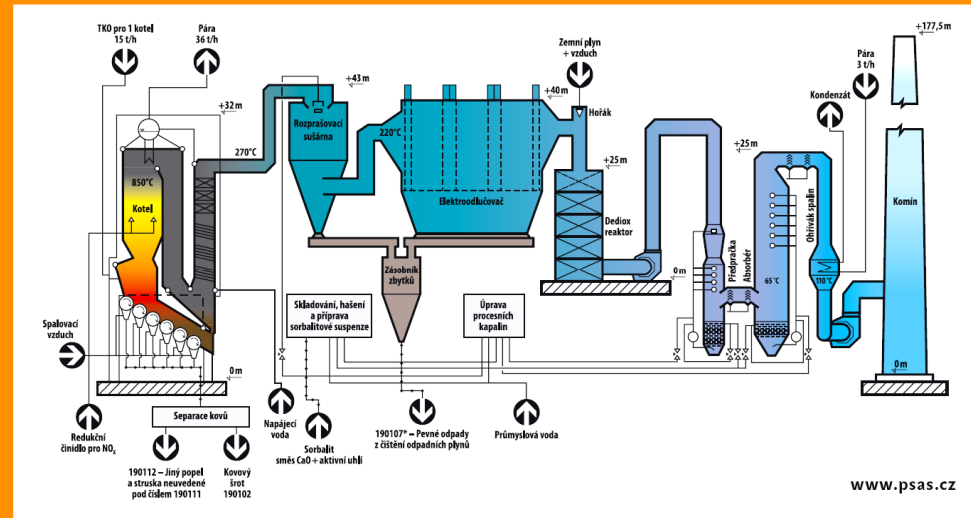 TKO pro 1 kotel
15 t/h
Pára
36 t/h
+32 m
270°C
850°C
Kotel
Spalovací
vzduch
0 m
Redukční
činidlo pro NOx
Separace kovů
190112 – Jiný popel
a struska neuvedené
pod číslem 190111
Kovový
šrot
190102
Napájecí
voda
+43 m
Rozprašovací
sušárna
220°C
+40 m
Elektroodlučovač
Zásobník
zbytků
Skladování, hašení
a příprava
sorbalitové suspenze
Úprava
procesních
kapalin
Sorbalit
směs CaO + aktivní uhlí
190107* – Pevné odpady
z čištění odpadních plynů
Průmyslová voda
Zemní plyn
+ vzduch
Hořák
+25 m
Dediox
reaktor
0 m
Předpračka
Absorbér
+25 m
65°C
Ohřívák spalin
110°C
Kondenzát
Pára
3 t/h
+177,5 m
Komín
0 m
www.psas.cz